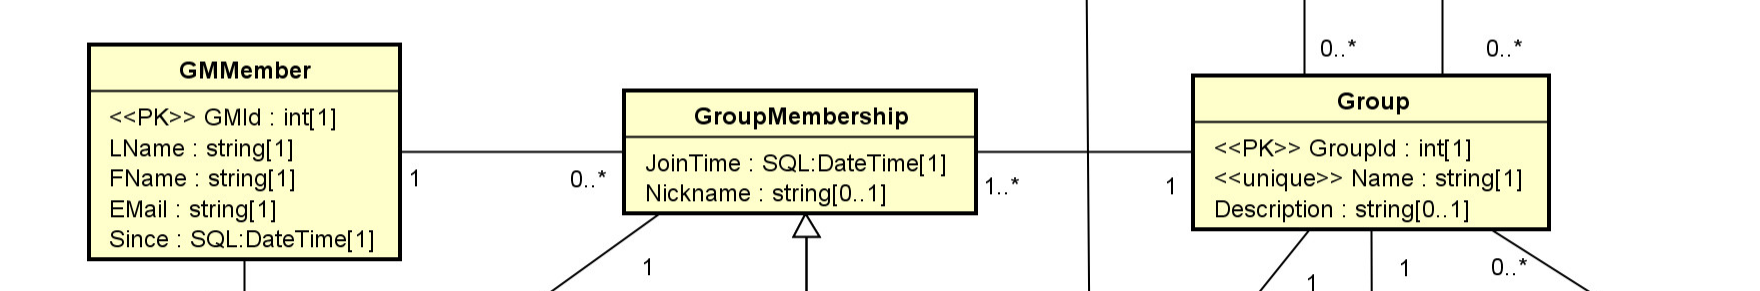 0..*
0..*
GMMember
<<PK>> GMId : int[1]
LName : string[1]
FName : string[1]
EMail : string[1]
Since : SQL:DateTime[1]
1
0..*
GroupMembership
JoinTime : SQL:DateTime[1]
Nickname : string[0..1]
1..*
1
Group
<<PK>> GroupId : int[1]
<<unique>> Name : string[1]
Description : string[0..1]
1
1
1
0..*